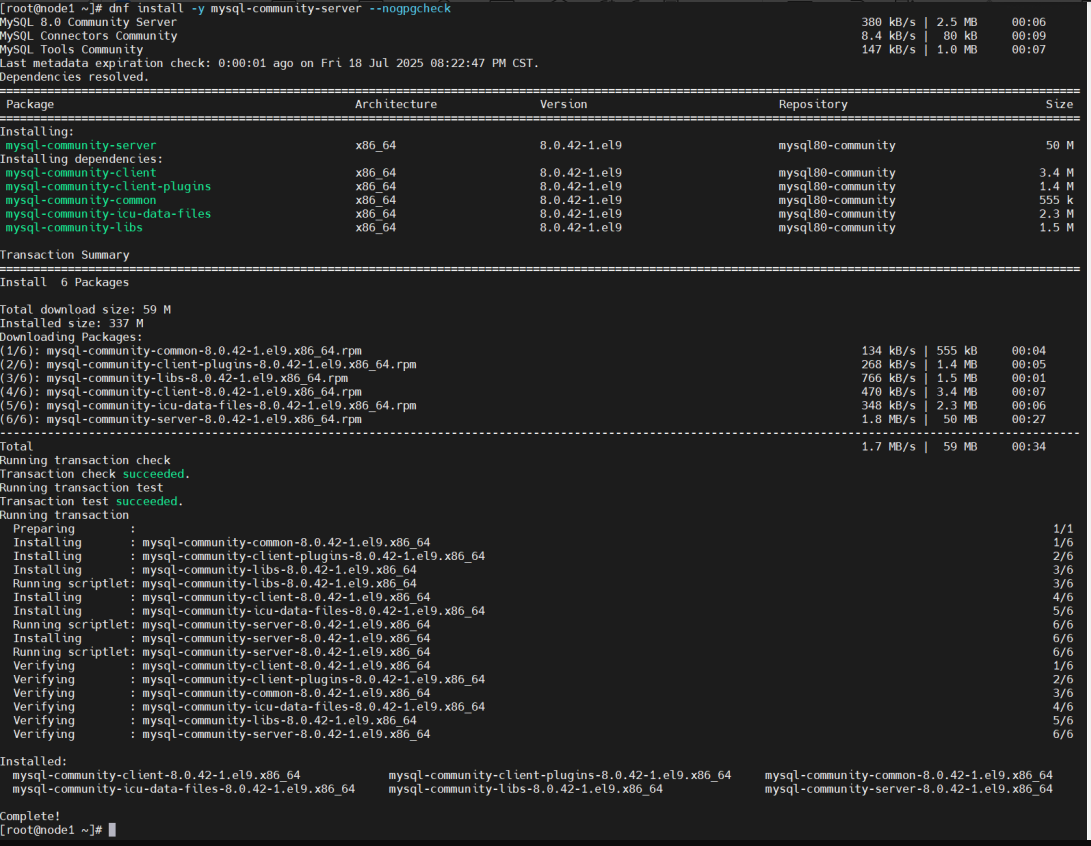 [root@node1 ~]# dnf install -y mysql-community-server --nogpgcheck
MySQL 8.0 Community Server 380 kB/s | 2.5 MB 00:06
MySQL Connectors Community 8.4 kB/s | 80 kB 00:09
MySQL Tools Community 147 kB/s | 1.0 MB 00:07
Last metadata expiration check: 0:00:01 ago on Fri 18 Jul 2025 08:22:47 PM CST.
Dependencies resolved.
================================================================================
Package Architecture Version Repository Size
================================================================================
Installing:
mysql-community-server x86_64 8.0.42-1.el9 mysql80-community 50 M
Installing dependencies:
mysql-community-client x86_64 8.0.42-1.el9 mysql80-community 3.4 M
mysql-community-client-plugins x86_64 8.0.42-1.el9 mysql80-community 1.4 M
mysql-community-common x86_64 8.0.42-1.el9 mysql80-community 555 k
mysql-community-icu-data-files x86_64 8.0.42-1.el9 mysql80-community 2.3 M
mysql-community-libs x86_64 8.0.42-1.el9 mysql80-community 1.5 M
Transaction Summary
================================================================================
Install 6 Packages
Total download size: 59 M
Installed size: 337 M
Downloading Packages:
(1/6): mysql-community-common-8.0.42-1.el9.x86_64.rpm 134 kB/s | 555 kB 00:04
(2/6): mysql-community-client-plugins-8.0.42-1.el9.x86_64.rpm 268 kB/s | 1.4 MB 00:05
(3/6): mysql-community-libs-8.0.42-1.el9.x86_64.rpm 766 kB/s | 1.5 MB 00:01
(4/6): mysql-community-client-8.0.42-1.el9.x86_64.rpm 470 kB/s | 3.4 MB 00:07
(5/6): mysql-community-icu-data-files-8.0.42-1.el9.x86_64.rpm 348 kB/s | 2.3 MB 00:06
(6/6): mysql-community-server-8.0.42-1.el9.x86_64.rpm 1.8 MB/s | 50 MB 00:27
--------------------------------------------------------------------------------
Total 1.7 MB/s | 59 MB 00:34
Running transaction check
Transaction check succeeded.
Running transaction test
Transaction test succeeded.
Running transaction
Preparing : 1/1
Installing : mysql-community-common-8.0.42-1.el9.x86_64 1/6
Installing : mysql-community-client-plugins-8.0.42-1.el9.x86_64 2/6
Installing : mysql-community-libs-8.0.42-1.el9.x86_64 3/6
Running scriptlet: mysql-community-libs-8.0.42-1.el9.x86_64 3/6
Installing : mysql-community-client-8.0.42-1.el9.x86_64 4/6
Installing : mysql-community-icu-data-files-8.0.42-1.el9.x86_64 5/6
Running scriptlet: mysql-community-server-8.0.42-1.el9.x86_64 6/6
Installing : mysql-community-server-8.0.42-1.el9.x86_64 6/6
Running scriptlet: mysql-community-server-8.0.42-1.el9.x86_64 6/6
Verifying : mysql-community-client-8.0.42-1.el9.x86_64 1/6
Verifying : mysql-community-client-plugins-8.0.42-1.el9.x86_64 2/6
Verifying : mysql-community-common-8.0.42-1.el9.x86_64 3/6
Verifying : mysql-community-icu-data-files-8.0.42-1.el9.x86_64 4/6
Verifying : mysql-community-libs-8.0.42-1.el9.x86_64 5/6
Verifying : mysql-community-server-8.0.42-1.el9.x86_64 6/6
Installed:
mysql-community-client-8.0.42-1.el9.x86_64 mysql-community-client-plugins-8.0.42-1.el9.x86_64 mysql-community-common-8.0.42-1.el9.x86_64
mysql-community-icu-data-files-8.0.42-1.el9.x86_64 mysql-community-libs-8.0.42-1.el9.x86_64 mysql-community-server-8.0.42-1.el9.x86_64
Complete!
[root@node1 ~]#